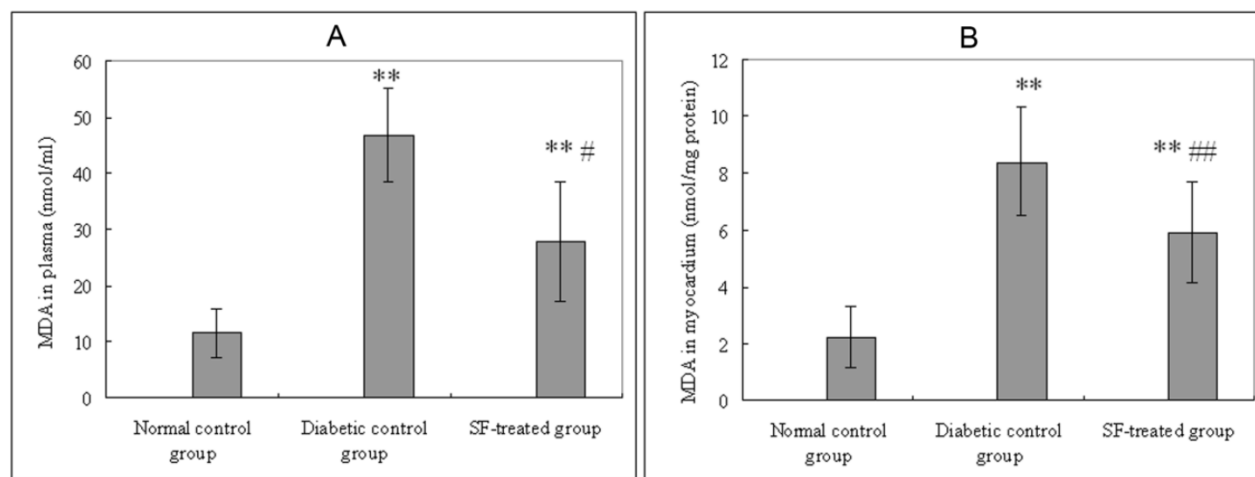 A
MDA in plasma (nmol/ml)
60
50
40
30
20
10
0
**
** #
Normal control
group
Diabetic control
group
SF-treated group
B
MDA in myocardium (nmol/mg protein)
12
10
8
6
4
2
0
**
** ##
Normal control
group
Diabetic control
group
SF-treated group